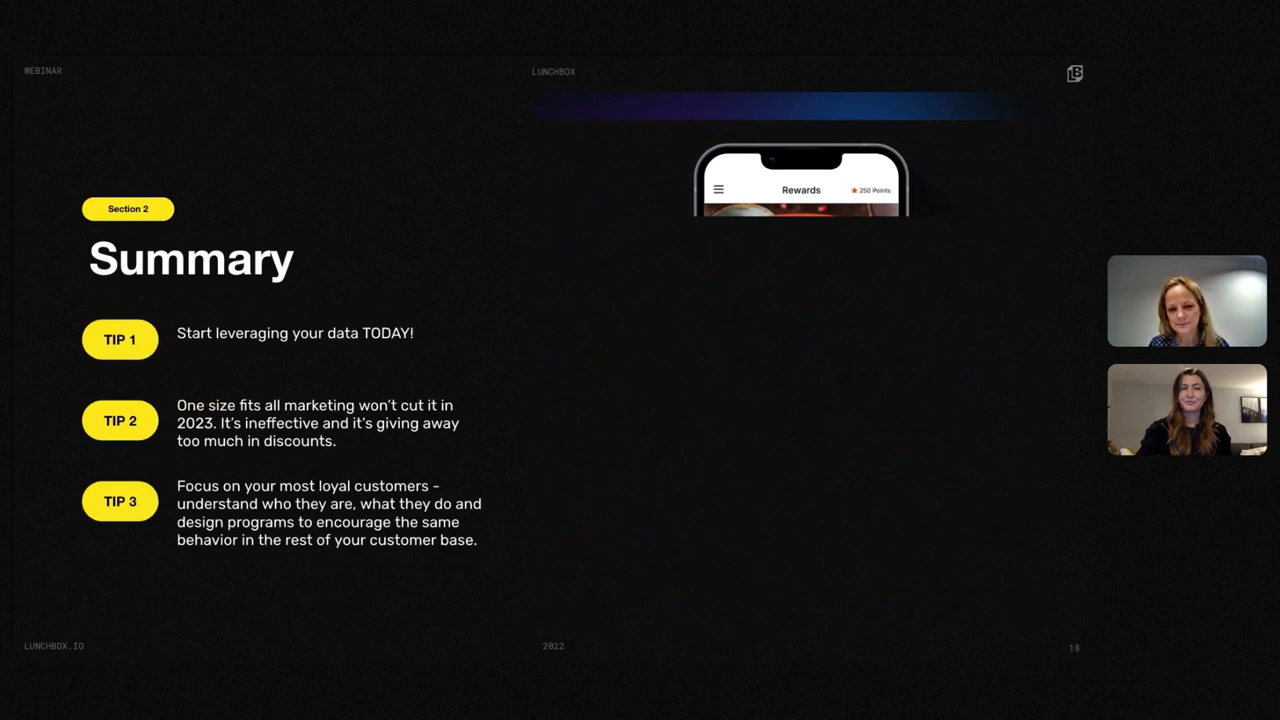 WEBINAR
LUNCHBOX
Section 2
Summary
TIP 1
Start leveraging your data TODAY!
TIP 2
One size fits all marketing won’t cut it in
2023. It’s ineffective and it’s giving away
too much in discounts.
TIP 3
Focus on your most loyal customers -
understand who they are, what they do and
design programs to encourage the same
behavior in the rest of your customer base.
Rewards
250 Points
LUNCHBOX.IO
2022
18